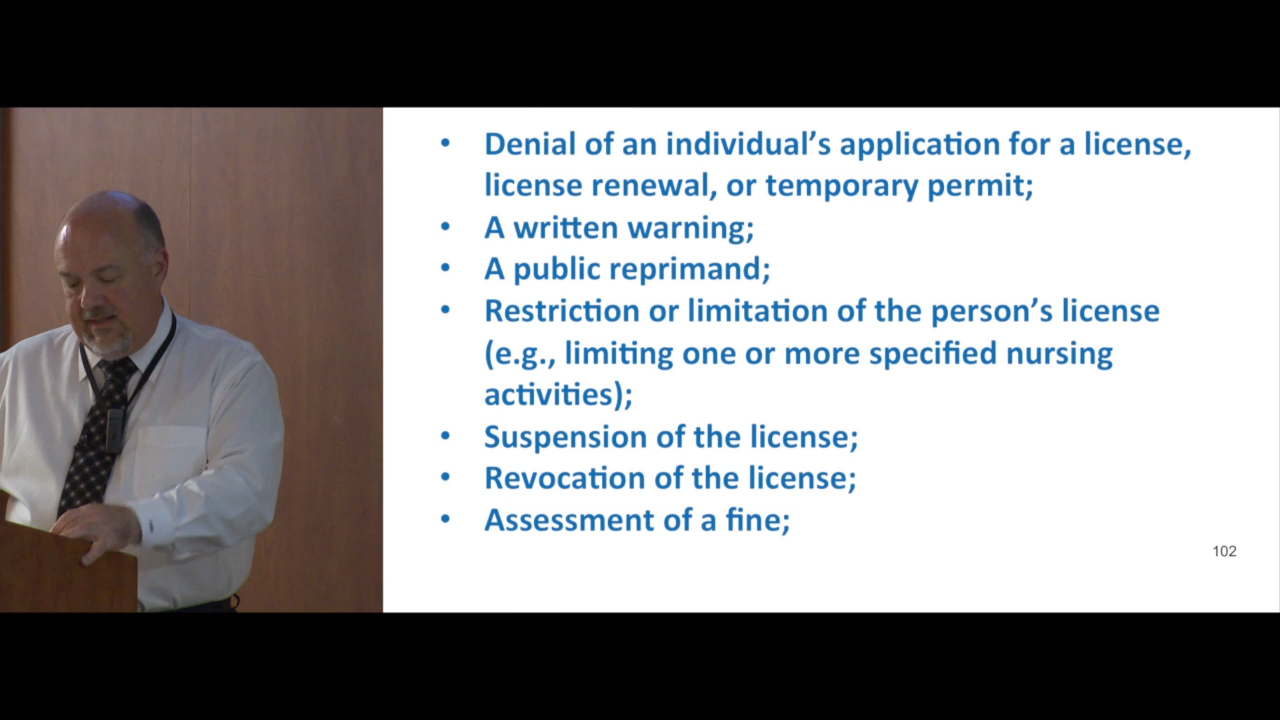 • Denial of an individual’s application for a license,
license renewal, or temporary permit;
• A written warning;
• A public reprimand;
• Restriction or limitation of the person’s license
(e.g., limiting one or more specified nursing
activities);
• Suspension of the license;
• Revocation of the license;
• Assessment of a fine;
102